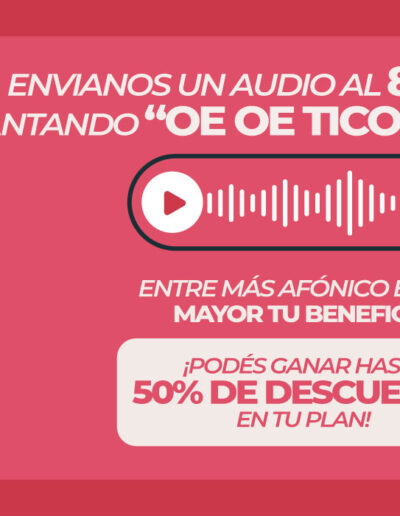 ENVIANOS UN AUDIO AL 8
ANTANDO “OE OE TICO
ENTRE MÁS AFÓNICO E
MAYOR TU BENEFIC
¡PODÉS GANAR HAS
50% DE DESCUE
EN TU PLAN!